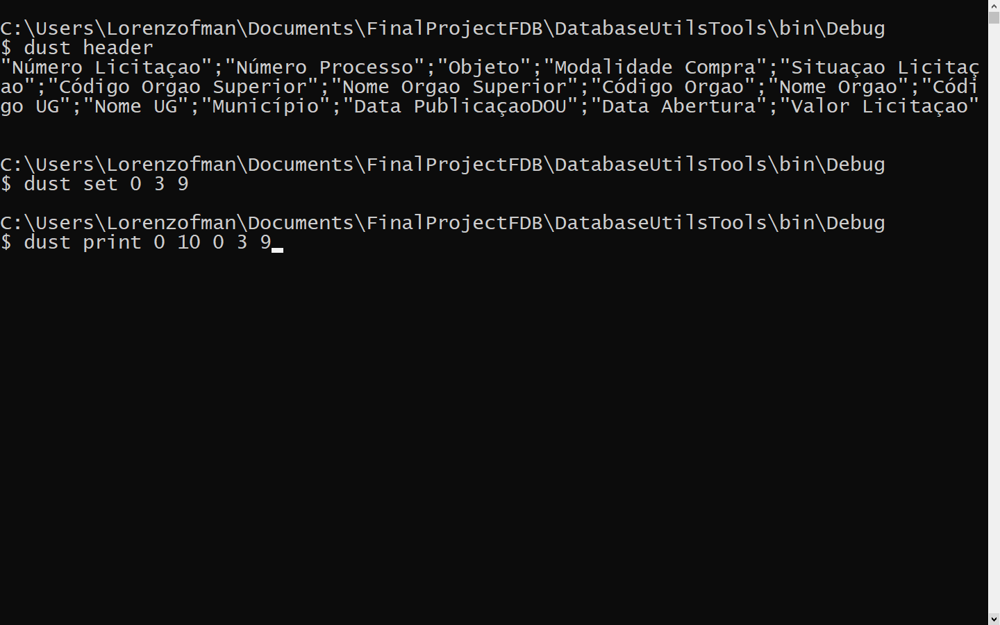 C:\Users\Lorenzofman\Documents\FinalProjectFDB\DatabaseUtilsTools\bin\Debug
$ dust header
"Número Licitaçao";"Número Processo";"Objeto";"Modalidade Compra";"Situaçao Licitaç
ao";"Código Orgao Superior";"Nome Orgao Superior";"Código Orgao";"Nome Orgao";"Códi
go UG";"Nome UG";"Município";"Data PublicaçaoDOU";"Data Abertura";"Valor Licitaçao"
C:\Users\Lorenzofman\Documents\FinalProjectFDB\DatabaseUtilsTools\bin\Debug
$ dust set 0 3 9
C:\Users\Lorenzofman\Documents\FinalProjectFDB\DatabaseUtilsTools\bin\Debug
$ dust print 0 10 0 3 9